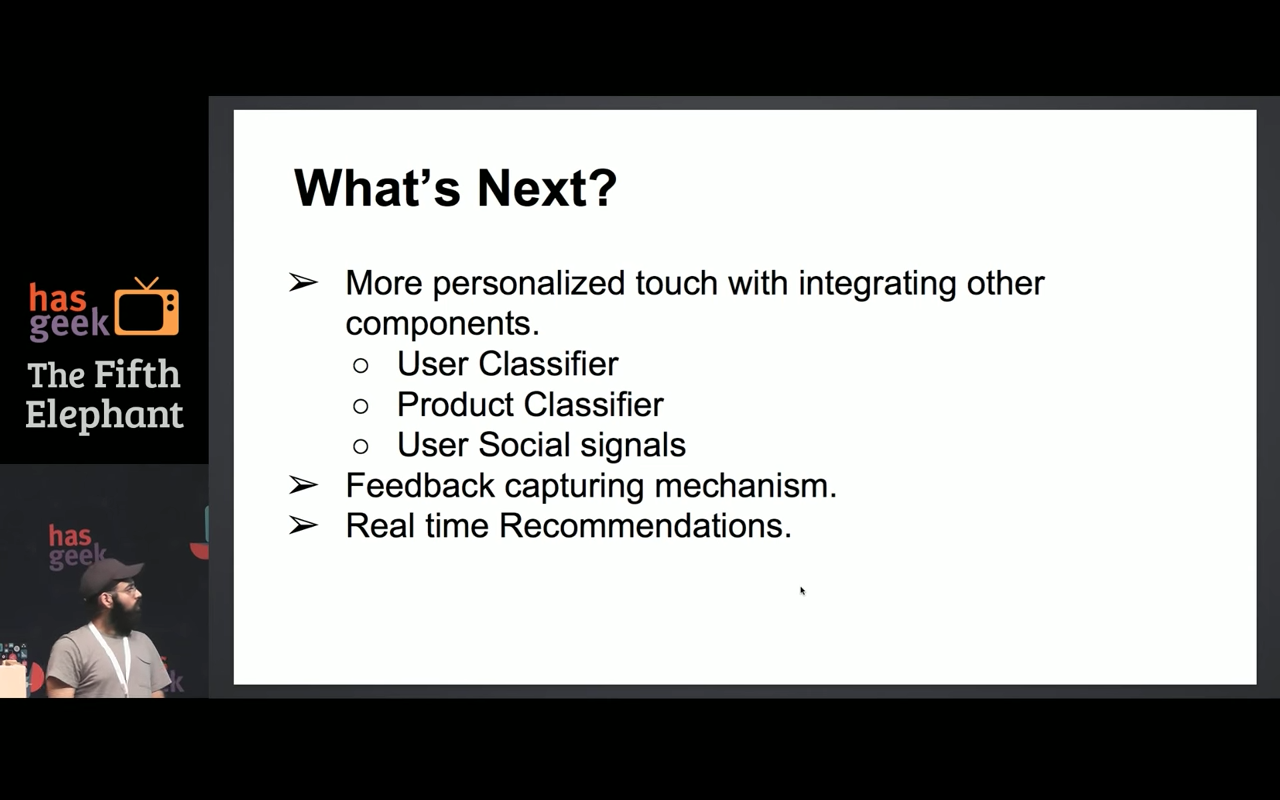 What's Next?
➢ More personalized touch with integrating other
components.
○ User Classifier
○ Product Classifier
○ User Social signals
➢ Feedback capturing mechanism.
➢ Real time Recommendations.
has
geek
The Fifth
Elephant
has
geek